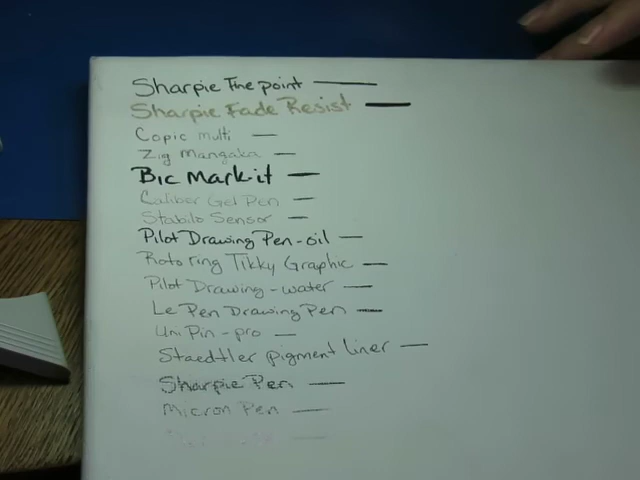 Sharpie Fine point
Sharpie Fade Resist
Copic multi
Zig Mangaka
Bic Mark-it
Caliber Gel Pen
Stabilo Sensor
Pilot Drawing Pen-oil
Rotoring Tikky Graphic
Pilot Drawing-water
Le Pen Drawing Pen
Uni Pin-pro
Staedtler pigment liner
Sharpie Pen
Micron Pen